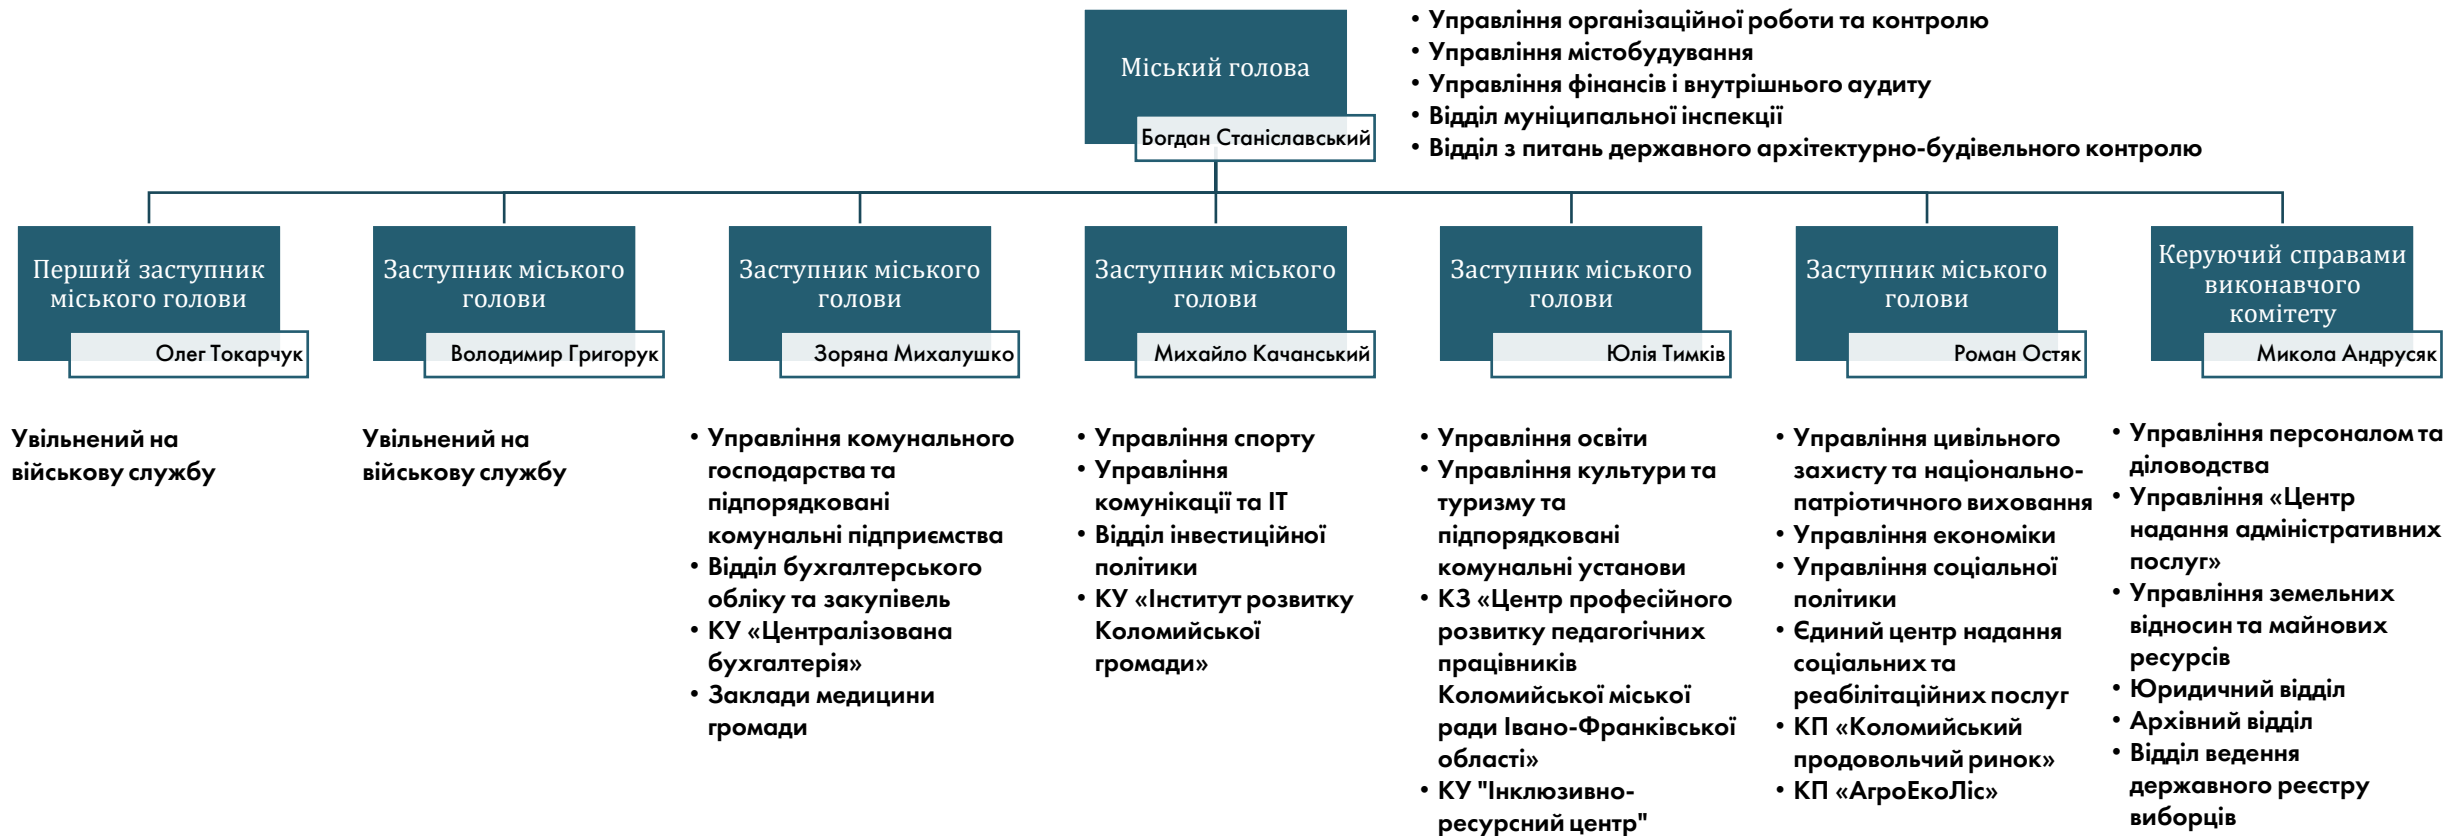 Міський голова
Богдан Станіславський
• Управління організаційної роботи та контролю
• Управління містобудування
• Управління фінансів і внутрішнього аудиту
• Відділ муніципальної інспекції
• Відділ з питань державного архітектурно-будівельного контролю
Перший заступник
міського голови
Олег Токарчук
Увільнений на
військову службу
Заступник міського
голови
Володимир Григорук
Увільнений на
військову службу
Заступник міського
голови
Зоряна Михалушко
• Управління комунального
господарства та
підпорядковані
комунальні підприємства
• Відділ бухгалтерського
обліку та закупівель
• КУ «Централізована
бухгалтерія»
• Заклади медицини
громади
Заступник міського
голови
Михайло Качанський
• Управління спорту
• Управління
комунікації та ІТ
• Відділ інвестиційної
політики
• КУ «Інститут розвитку
Коломийської
громади»
Заступник міського
голови
Юлія Тимків
• Управління освіти
• Управління культури та
туризму та
підпорядковані
комунальні установи
• КЗ «Центр професійного
розвитку педагогічних
працівників
Коломийської міської
ради Івано-Франківської
області»
• КУ "Інклюзивно-
ресурсний центр"
Заступник міського
голови
Роман Остяк
• Управління цивільного
захисту та національно-
патріотичного виховання
• Управління економіки
• Управління соціальної
політики
• Єдиний центр надання
соціальних та
реабілітаційних послуг
• КП «Коломийський
продовольчий ринок»
• КП «АгроЕкоЛіс»
Керуючий справами
виконавчого
комітету
Микола Андрусяк
• Управління персоналом та
діловодства
• Управління «Центр
надання адміністративних
послуг»
• Управління земельних
відносин та майнових
ресурсів
• Юридичний відділ
• Архівний відділ
• Відділ ведення
державного реєстру
виборців